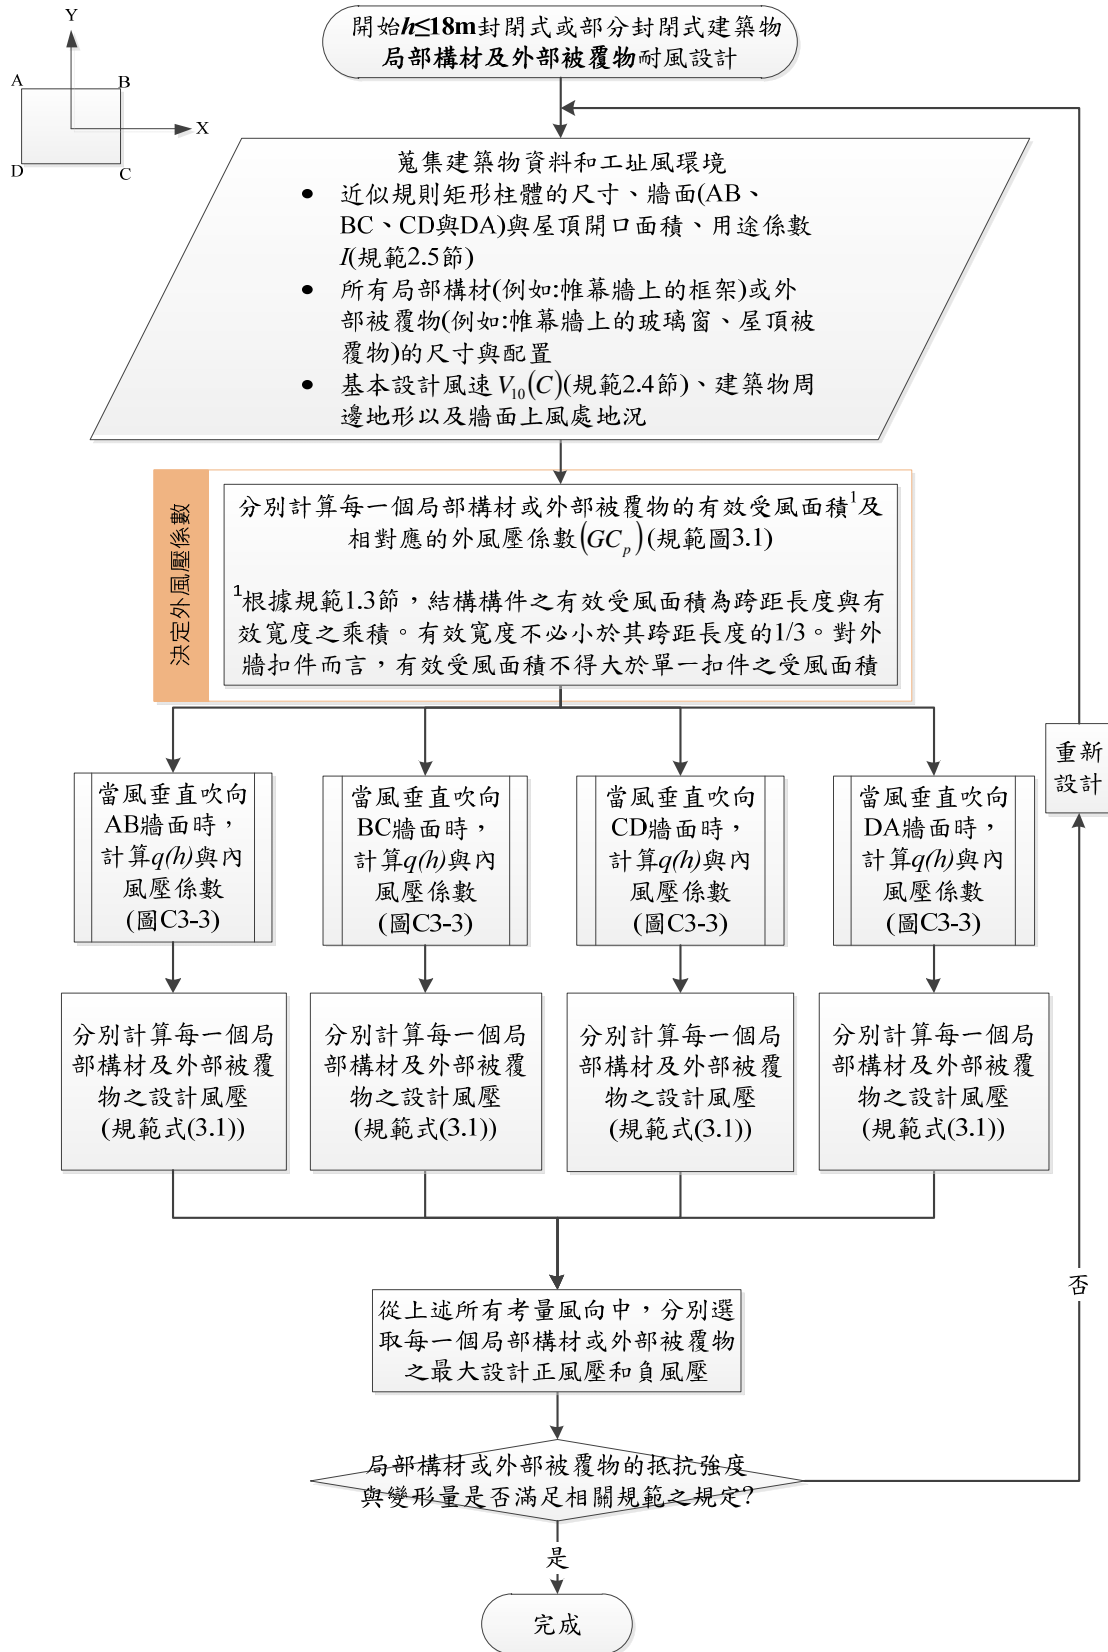 開始h≤18m封閉式或部分封閉式建築物
局部構材及外部被覆物耐風設計
Y
A
B
X
D
C
蒐集建築物資料和工址風環境
● 近似規則矩形柱體的尺寸、牆面(AB、
BC、CD與DA)與屋頂開口面積、用途係數
I(規範2.5節)
● 所有局部構材(例如:帷幕牆上的框架)或外
部被覆物(例如:帷幕牆上的玻璃窗、屋頂被
覆物)的尺寸與配置
● 基本設計風速V₁₀(C)(規範2.4節)、建築物周
邊地形以及牆面上風處地況
決定外風壓係數
分別計算每一個局部構材或外部被覆物的有效受風面積¹及
相對應的外風壓係數(GCₚ)(規範圖3.1)
¹根據規範1.3節，結構構件之有效受風面積為跨距長度與有
效寬度之乘積。有效寬度不必小於其跨距長度的1/3。對外
牆扣件而言，有效受風面積不得大於單一扣件之受風面積
重新
設計
當風垂直吹向
AB牆面時，
計算q(h)與內
風壓係數
(圖C3-3)
當風垂直吹向
BC牆面時，
計算q(h)與內
風壓係數
(圖C3-3)
當風垂直吹向
CD牆面時，
計算q(h)與內
風壓係數
(圖C3-3)
當風垂直吹向
DA牆面時，
計算q(h)與內
風壓係數
(圖C3-3)
分別計算每一個局
部構材及外部被覆
物之設計風壓
(規範式(3.1))
分別計算每一個局
部構材及外部被覆
物之設計風壓
(規範式(3.1))
分別計算每一個局
部構材及外部被覆
物之設計風壓
(規範式(3.1))
分別計算每一個局
部構材及外部被覆
物之設計風壓
(規範式(3.1))
否
從上述所有考量風向中，分別選
取每一個局部構材或外部被覆物
之最大設計正風壓和負風壓
局部構材或外部被覆物的抵抗強度
與變形量是否滿足相關規範之規定?
是
完成